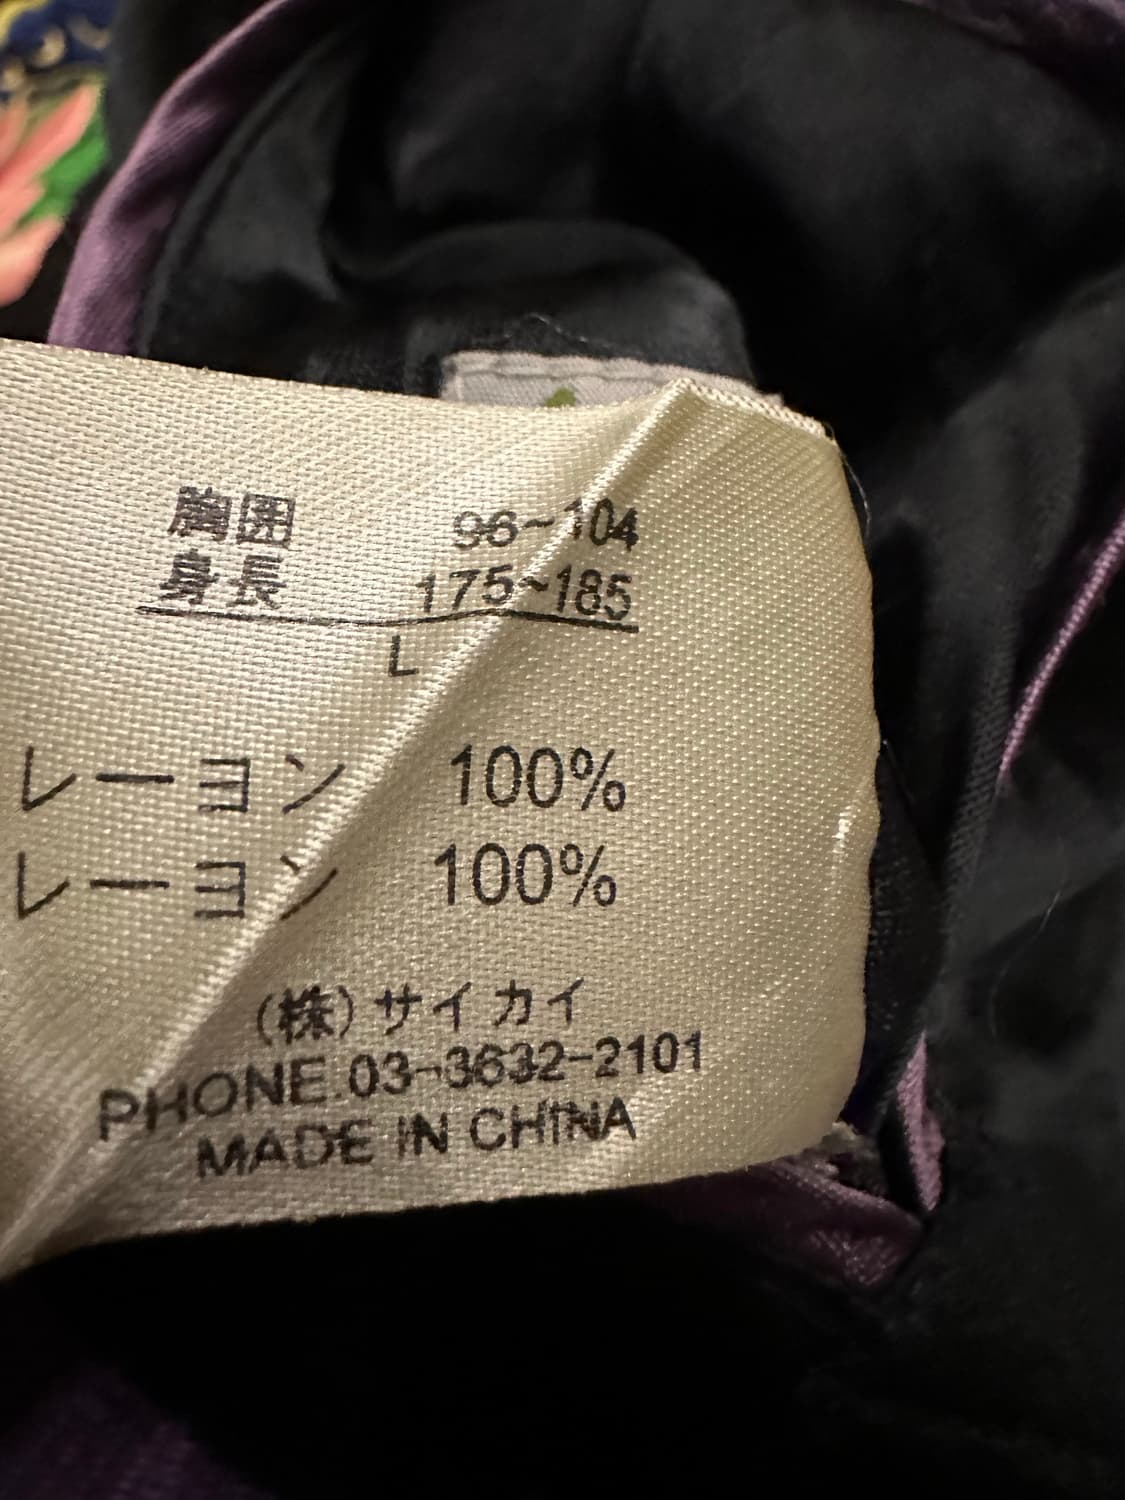 胸囲 96~104
身長 175~185
L
レーヨン 100%
レーヨン 100%
(株)サイカイ
PHONE.03-3632-2101
MADE IN CHINA